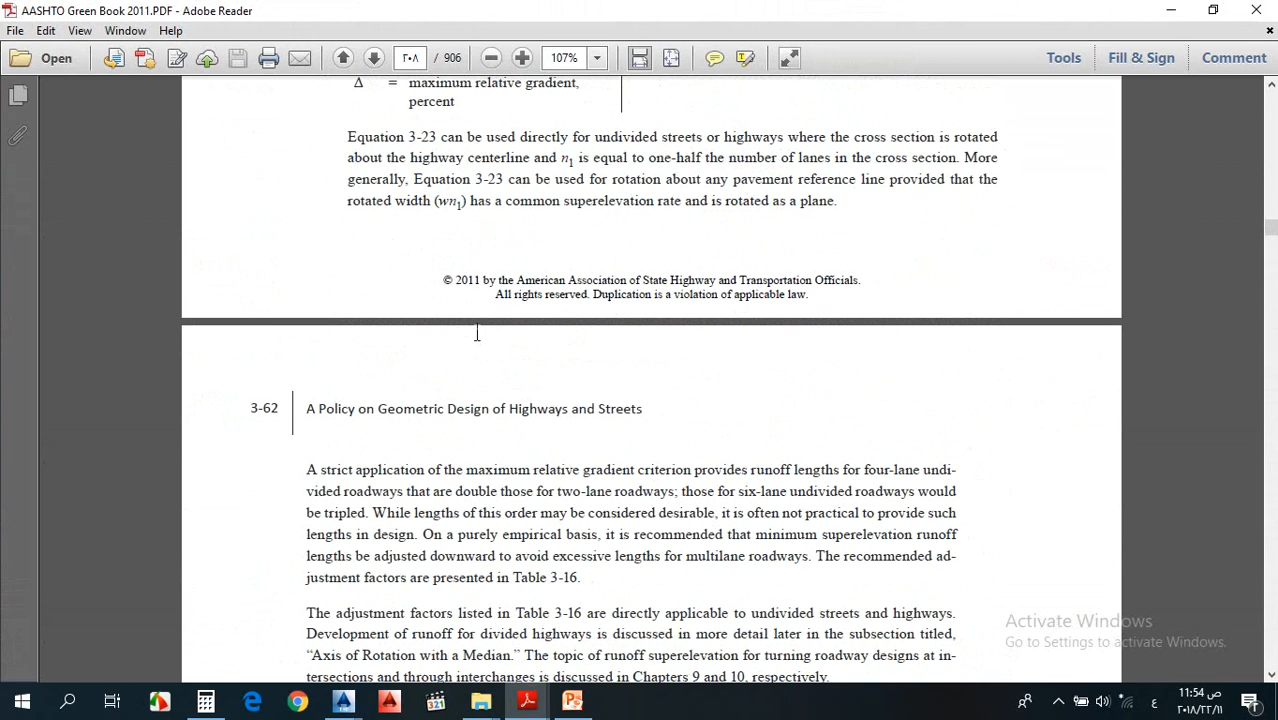 AASHTO Green Book 2011.PDF - Adobe Reader
File Edit View Window Help
Open ٢٠٨ / 906 107% Tools Fill & Sign Comment
Δ = maximum relative gradient,
percent
Equation 3-23 can be used directly for undivided streets or highways where the cross section is rotated
about the highway centerline and n1 is equal to one-half the number of lanes in the cross section. More
generally, Equation 3-23 can be used for rotation about any pavement reference line provided that the
rotated width (wn1) has a common superelevation rate and is rotated as a plane.
© 2011 by the American Association of State Highway and Transportation Officials.
All rights reserved. Duplication is a violation of applicable law.
3-62 A Policy on Geometric Design of Highways and Streets
A strict application of the maximum relative gradient criterion provides runoff lengths for four-lane undi-
vided roadways that are double those for two-lane roadways; those for six-lane undivided roadways would
be tripled. While lengths of this order may be considered desirable, it is often not practical to provide such
lengths in design. On a purely empirical basis, it is recommended that minimum superelevation runoff
lengths be adjusted downward to avoid excessive lengths for multilane roadways. The recommended ad-
justment factors are presented in Table 3-16.
The adjustment factors listed in Table 3-16 are directly applicable to undivided streets and highways.
Development of runoff for divided highways is discussed in more detail later in the subsection titled,
“Axis of Rotation with a Median.” The topic of runoff superelevation for turning roadway designs at in-
tersections and through interchanges is discussed in Chapters 9 and 10, respectively.
Activate Windows
Go to Settings to activate Windows.
321
ع
11:54 ص
٢٠١٨/٢٢/١١
1